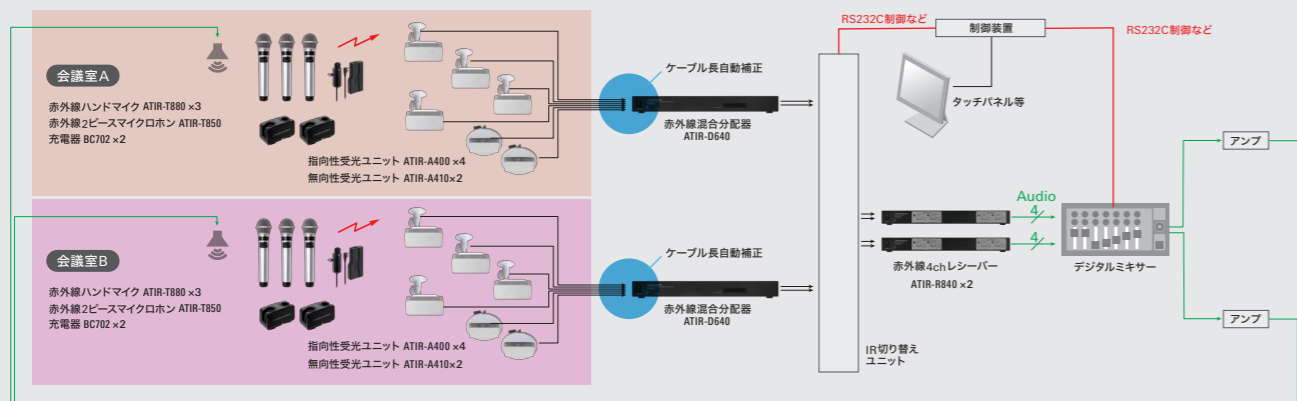 会議室A
赤外線ハンドマイク ATIR-T880 ×3
赤外線2ピースマイクロホン ATIR-T850
充電器 BC702 ×2
指向性受光ユニット ATIR-A400 ×4
無向性受光ユニット ATIR-A410×2
ケーブル長自動補正
赤外線混合分配器
ATIR-D640
会議室B
赤外線ハンドマイク ATIR-T880 ×3
赤外線2ピースマイクロホン ATIR-T850
充電器 BC702 ×2
指向性受光ユニット ATIR-A400 ×4
無向性受光ユニット ATIR-A410×2
ケーブル長自動補正
赤外線混合分配器
ATIR-D640
IR切り替え
ユニット
RS232C制御など
制御装置
RS232C制御など
タッチパネル等
Audio
4
4
赤外線4chレシーバー
ATIR-R840 ×2
デジタルミキサー
アンプ
アンプ